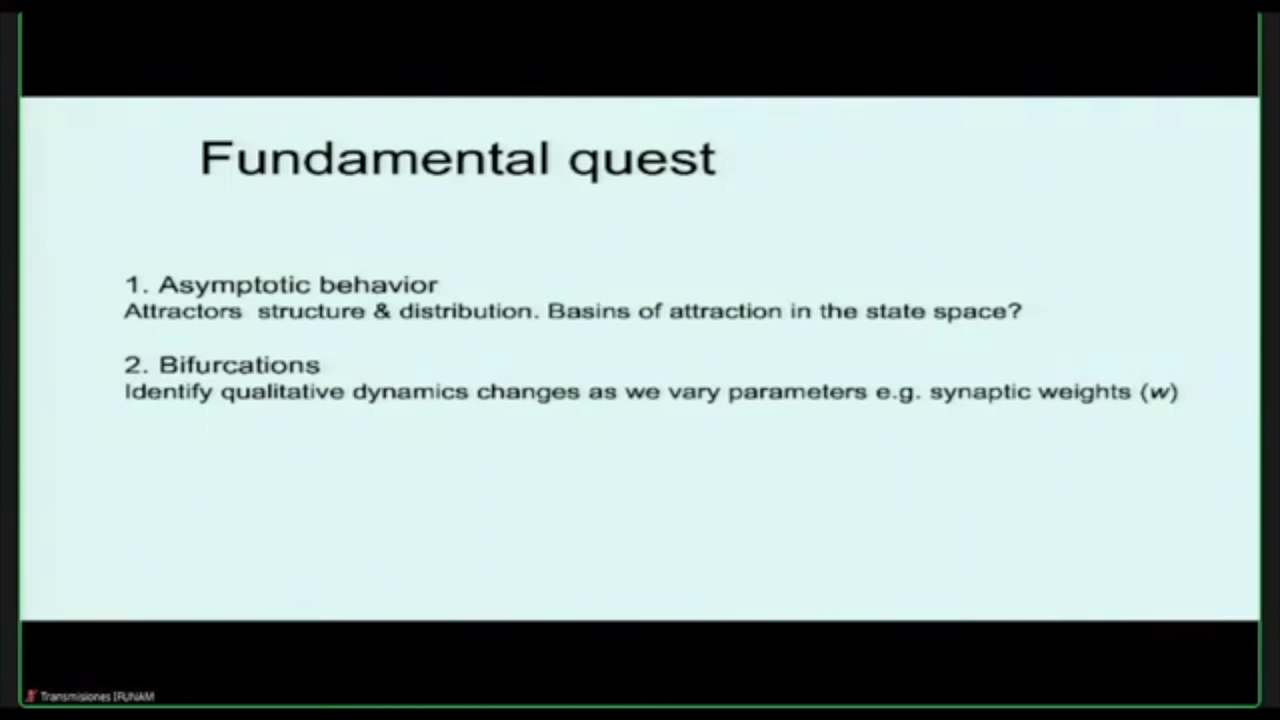 Fundamental quest
1. Asymptotic behavior
Attractors structure & distribution. Basins of attraction in the state space?
2. Bifurcations
Identify qualitative dynamics changes as we vary parameters e.g. synaptic weights (w)
Transmisiones